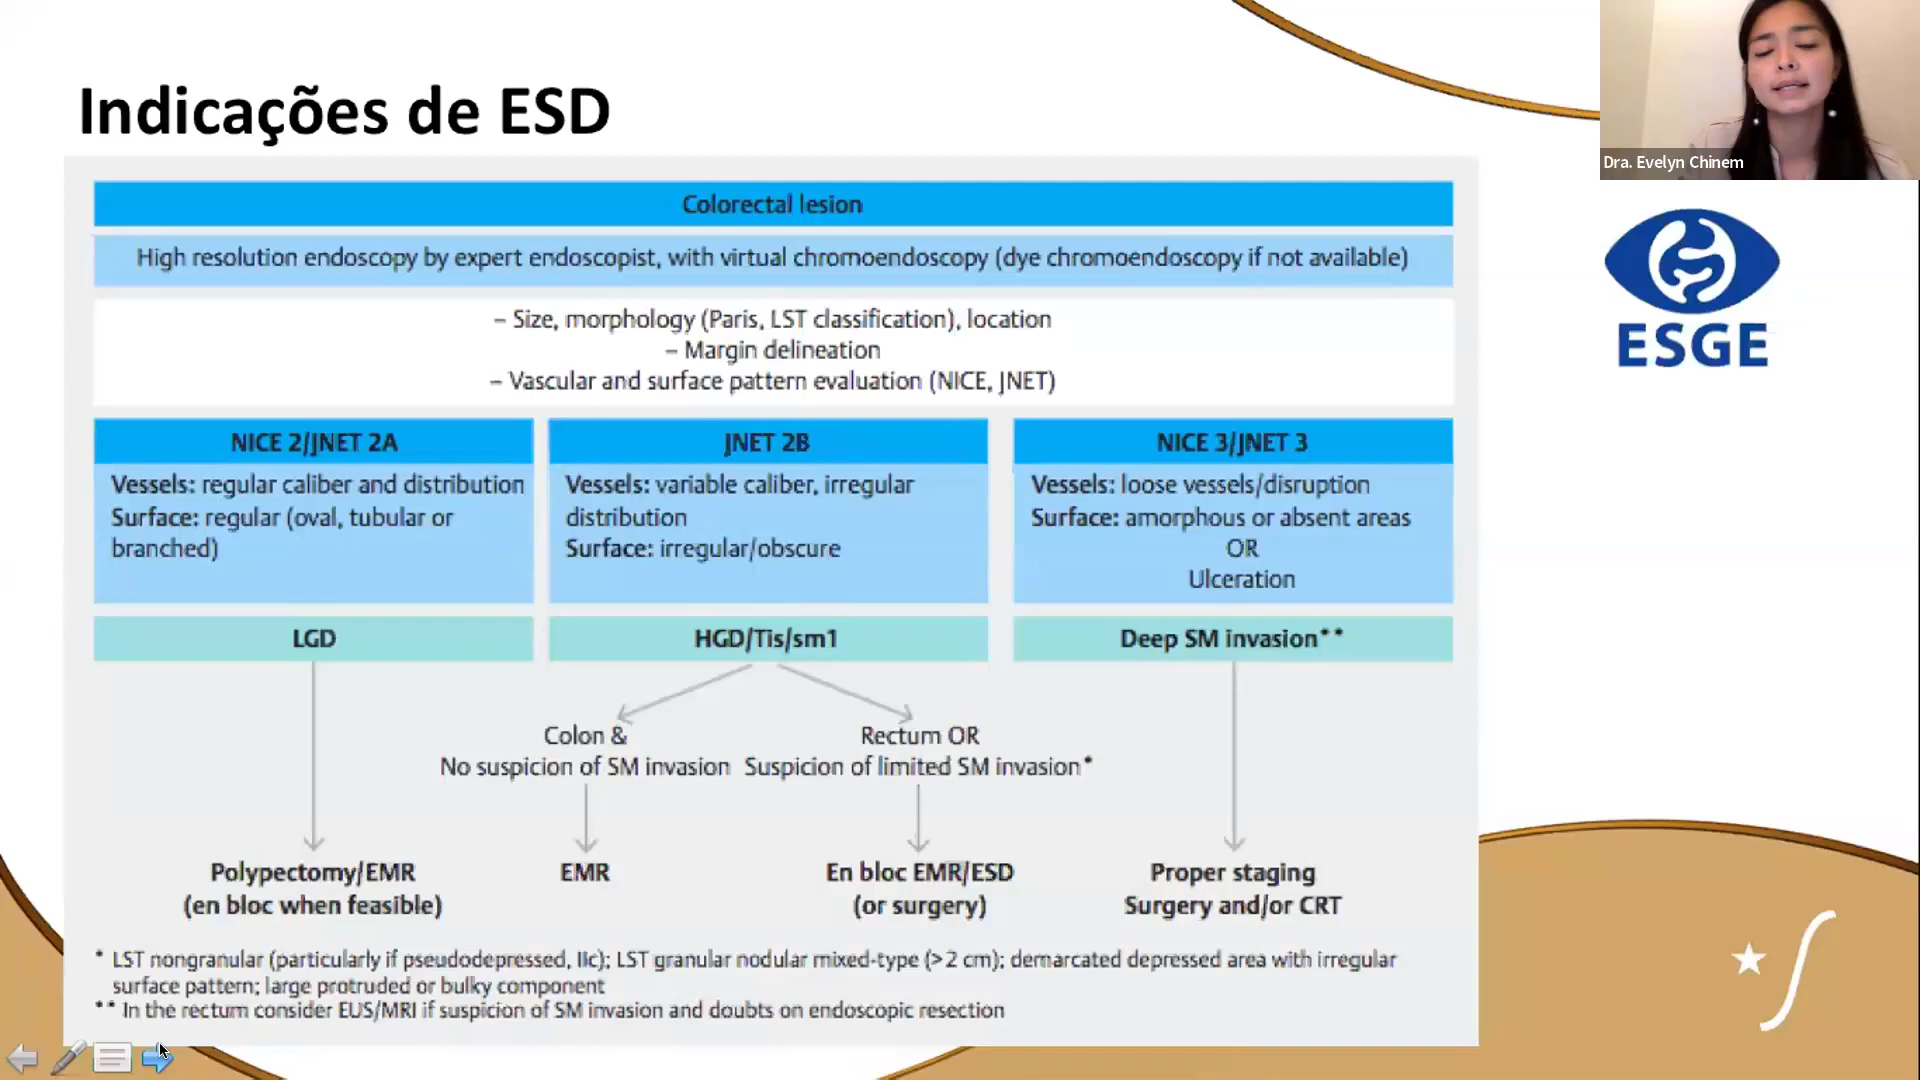 Indicações de ESD
Dra. Evelyn Chinem
ESGE
Colorectal lesion
High resolution endoscopy by expert endoscopist, with virtual chromoendoscopy (dye chromoendoscopy if not available)
– Size, morphology (Paris, LST classification), location
– Margin delineation
– Vascular and surface pattern evaluation (NICE, JNET)
NICE 2/JNET 2A
Vessels: regular caliber and distribution
Surface: regular (oval, tubular or
branched)
LGD
JNET 2B
Vessels: variable caliber, irregular
distribution
Surface: irregular/obscure
HGD/Tis/sm1
NICE 3/JNET 3
Vessels: loose vessels/disruption
Surface: amorphous or absent areas
OR
Ulceration
Deep SM invasion**
Colon &
No suspicion of SM invasion
Rectum OR
Suspicion of limited SM invasion*
Polypectomy/EMR
(en bloc when feasible)
EMR
En bloc EMR/ESD
(or surgery)
Proper staging
Surgery and/or CRT
* LST nongranular (particularly if pseudodepressed, IIc); LST granular nodular mixed-type (>2 cm); demarcated depressed area with irregular
surface pattern; large protruded or bulky component
** In the rectum consider EUS/MRI if suspicion of SM invasion and doubts on endoscopic resection